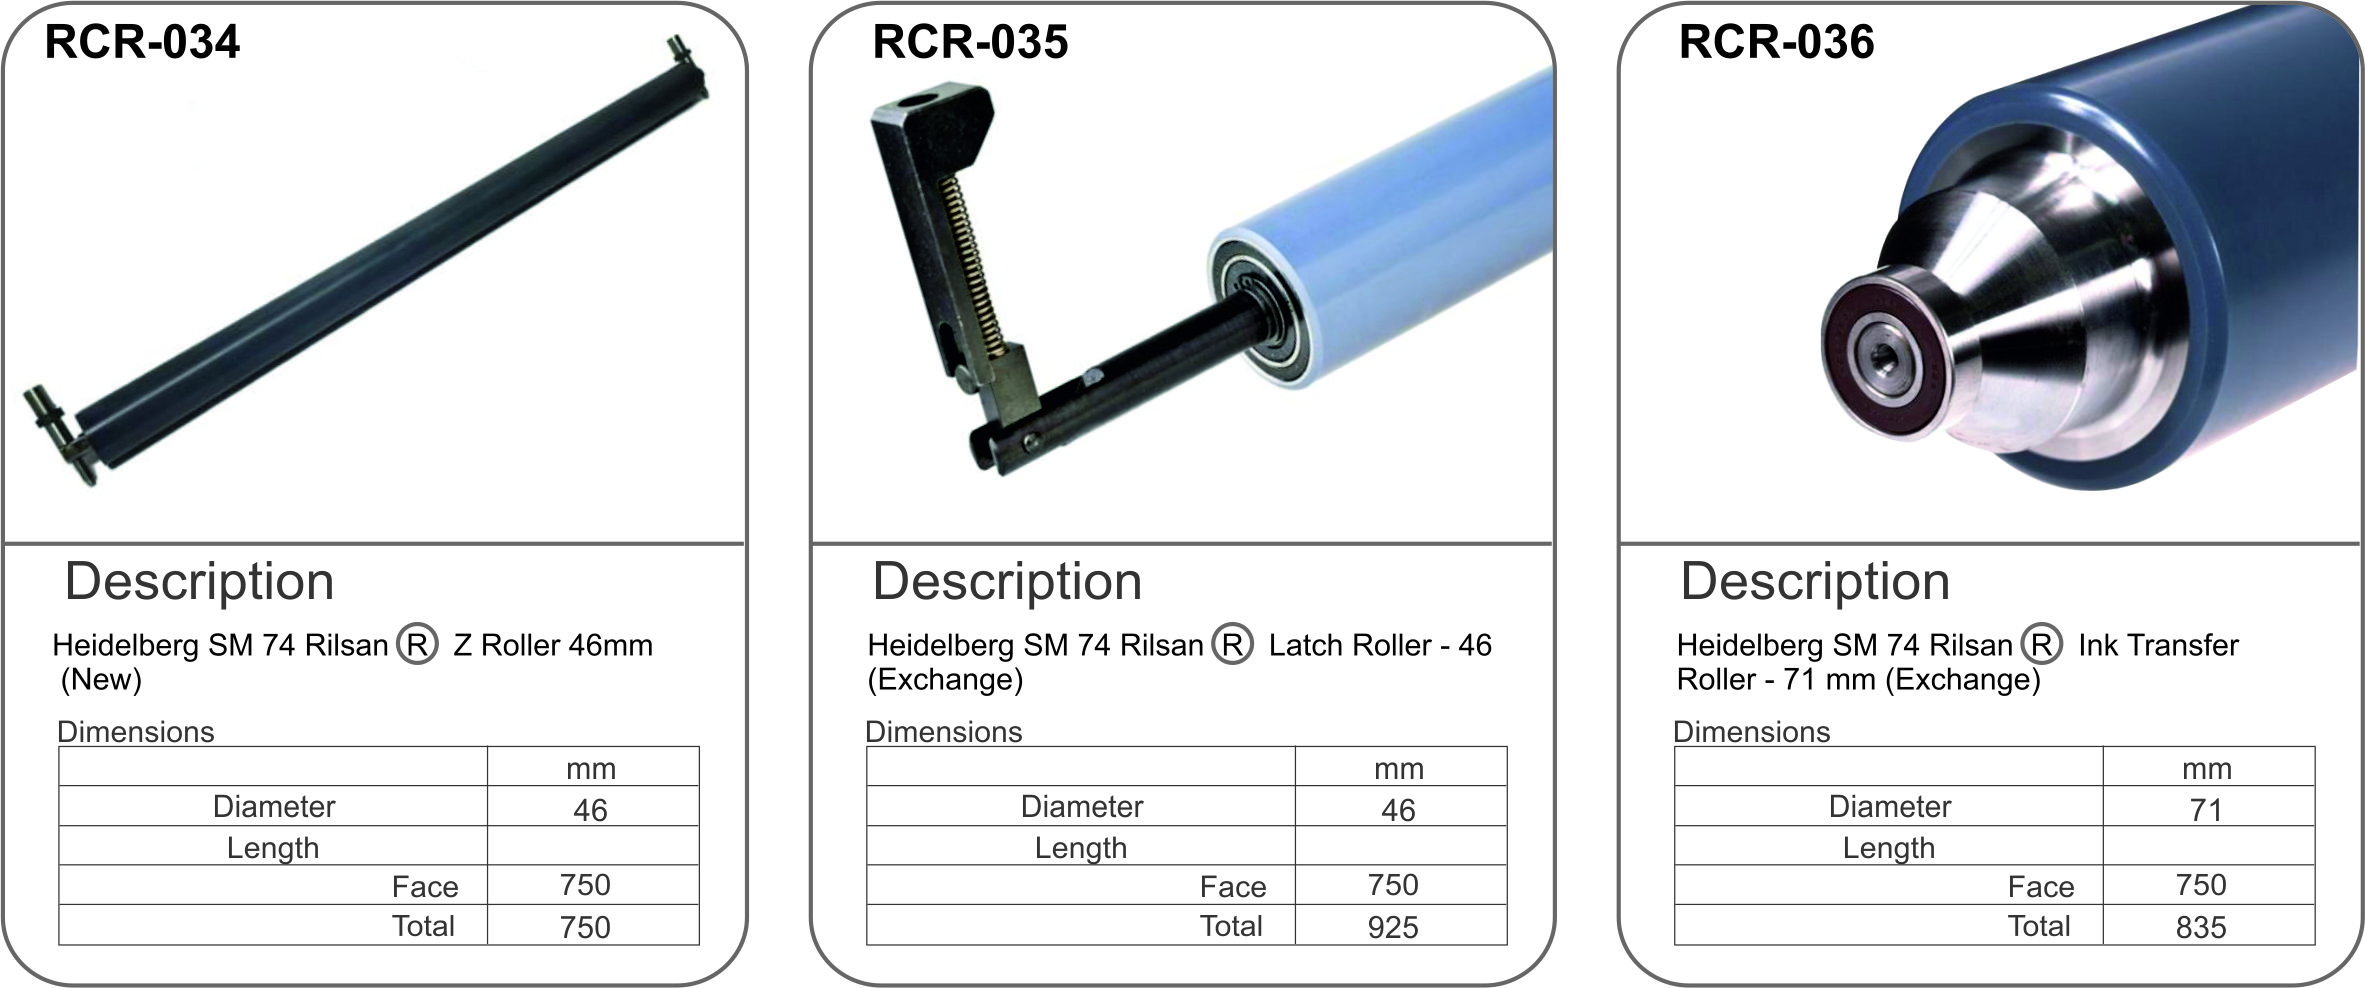 RCR-034
Description
Heidelberg SM 74 Rilsan Ⓡ Z Roller 46mm
(New)
Dimensions
mm
Diameter 46
Length
Face 750
Total 750
RCR-035
Description
Heidelberg SM 74 Rilsan Ⓡ Latch Roller - 46
(Exchange)
Dimensions
mm
Diameter 46
Length
Face 750
Total 925
RCR-036
Description
Heidelberg SM 74 Rilsan Ⓡ Ink Transfer
Roller - 71 mm (Exchange)
Dimensions
mm
Diameter 71
Length
Face 750
Total 835